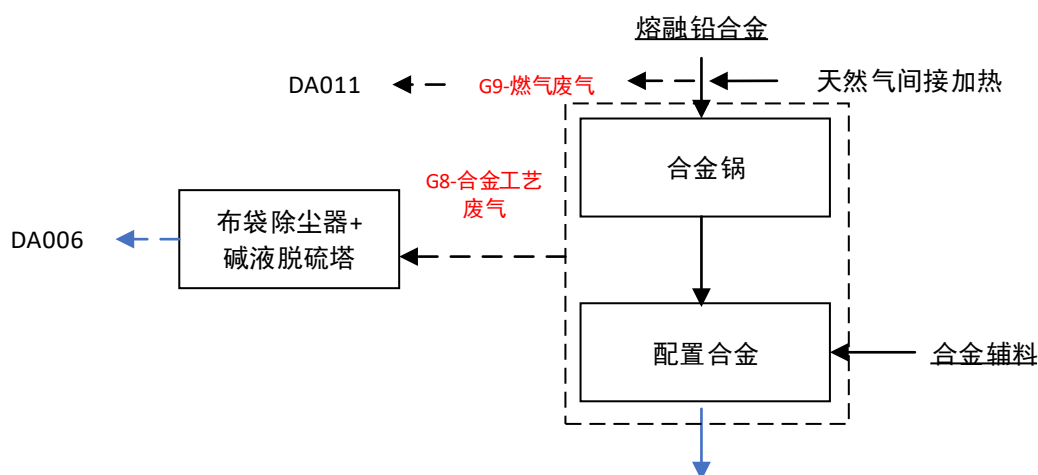 熔融铅合金
DA011
G9-燃气废气
天然气间接加热
合金锅
G8-合金工艺
废气
布袋除尘器+
碱液脱硫塔
DA006
配置合金
合金辅料